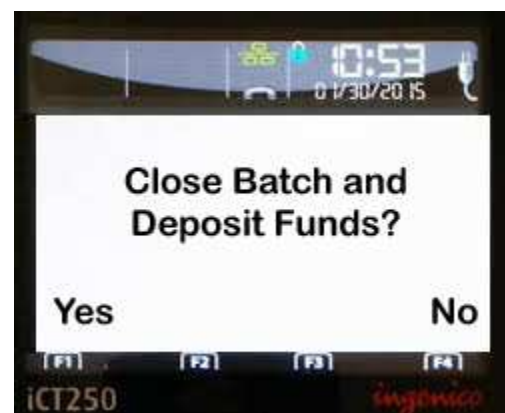 10:53
01/30/2015
Close Batch and
Deposit Funds?
Yes No
F1 F2 F3 F4
iCT250 ingenico